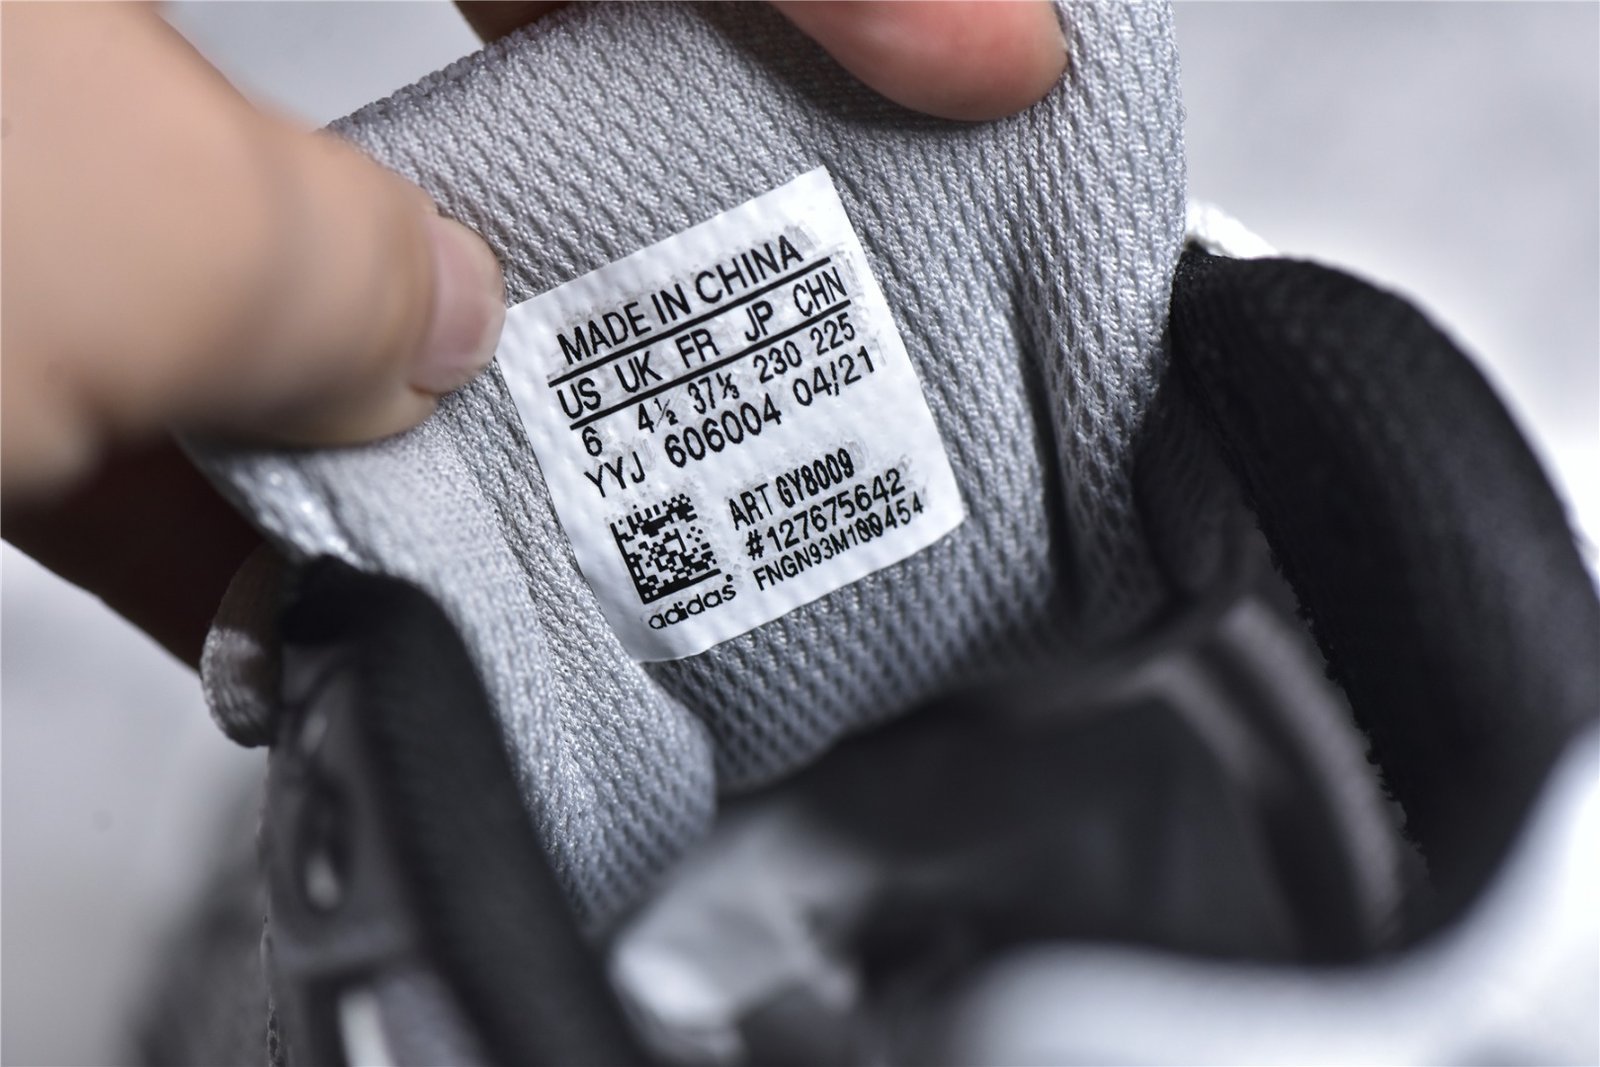 MADE IN CHINA
US UK FR JP CHN
6 4½ 37⅓ 230 225
YYJ 606004 04/21
ART GY8009
#127675642
FNGN93M100454
adidas